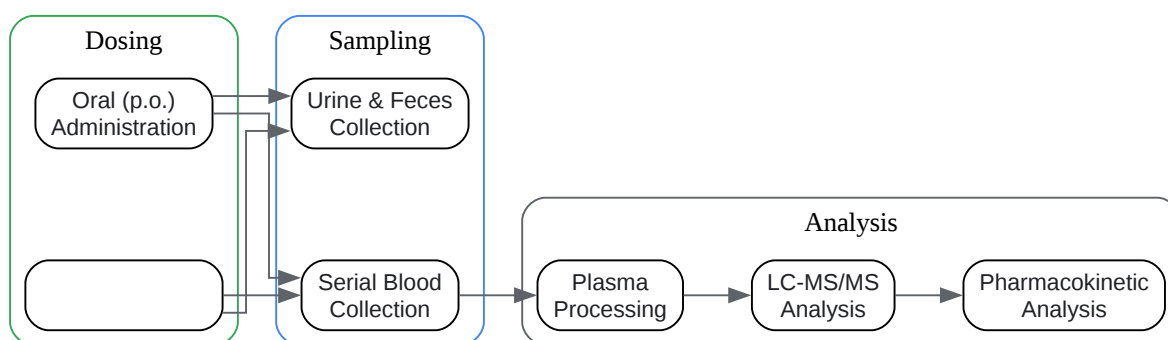 Dosing
Oral (p.o.)
Administration
Sampling
Urine & Feces
Collection
Serial Blood
Collection
Analysis
Plasma
Processing
LC-MS/MS
Analysis
Pharmacokinetic
Analysis